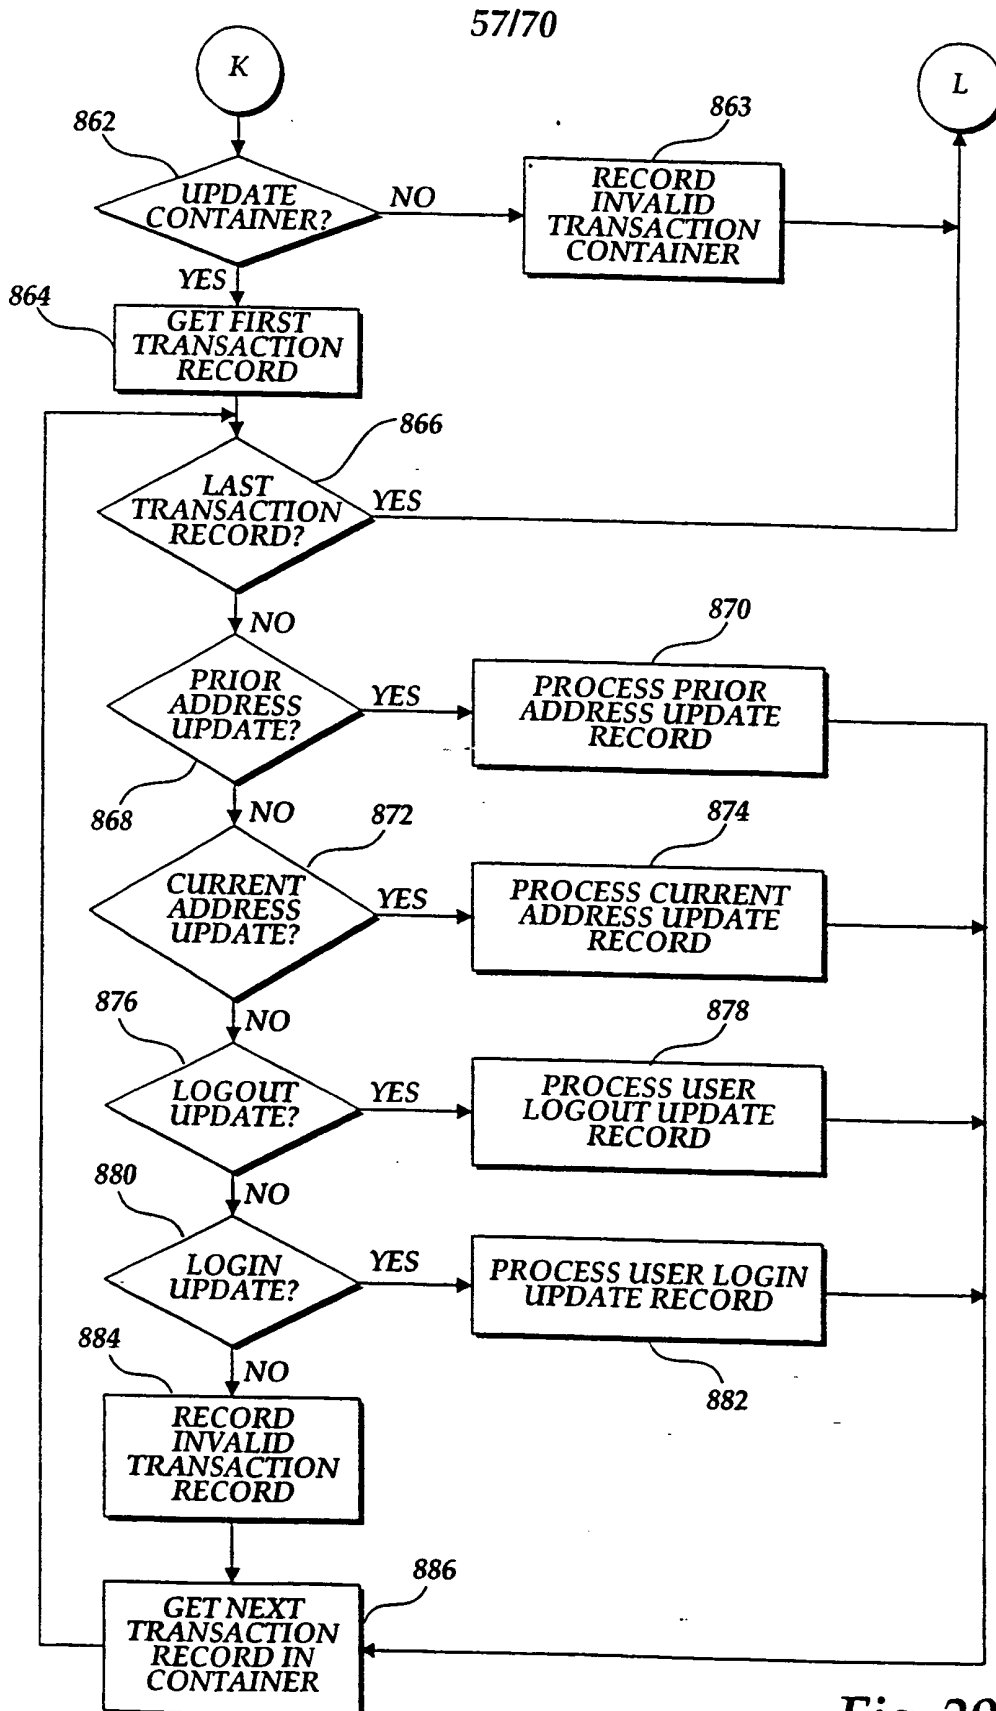 57/70
K
L
862
863
UPDATE
CONTAINER?
NO
RECORD
INVALID
TRANSACTION
CONTAINER
YES
864
GET FIRST
TRANSACTION
RECORD
866
LAST
TRANSACTION
RECORD?
YES
NO
870
PRIOR
ADDRESS
UPDATE?
YES
PROCESS PRIOR
ADDRESS UPDATE
RECORD
868
NO
872
874
CURRENT
ADDRESS
UPDATE?
YES
PROCESS CURRENT
ADDRESS UPDATE
RECORD
876
NO
878
LOGOUT
UPDATE?
YES
PROCESS USER
LOGOUT UPDATE
RECORD
880
NO
LOGIN
UPDATE?
YES
PROCESS USER LOGIN
UPDATE RECORD
884
NO
882
RECORD
INVALID
TRANSACTION
RECORD
886
GET NEXT
TRANSACTION
RECORD IN
CONTAINER